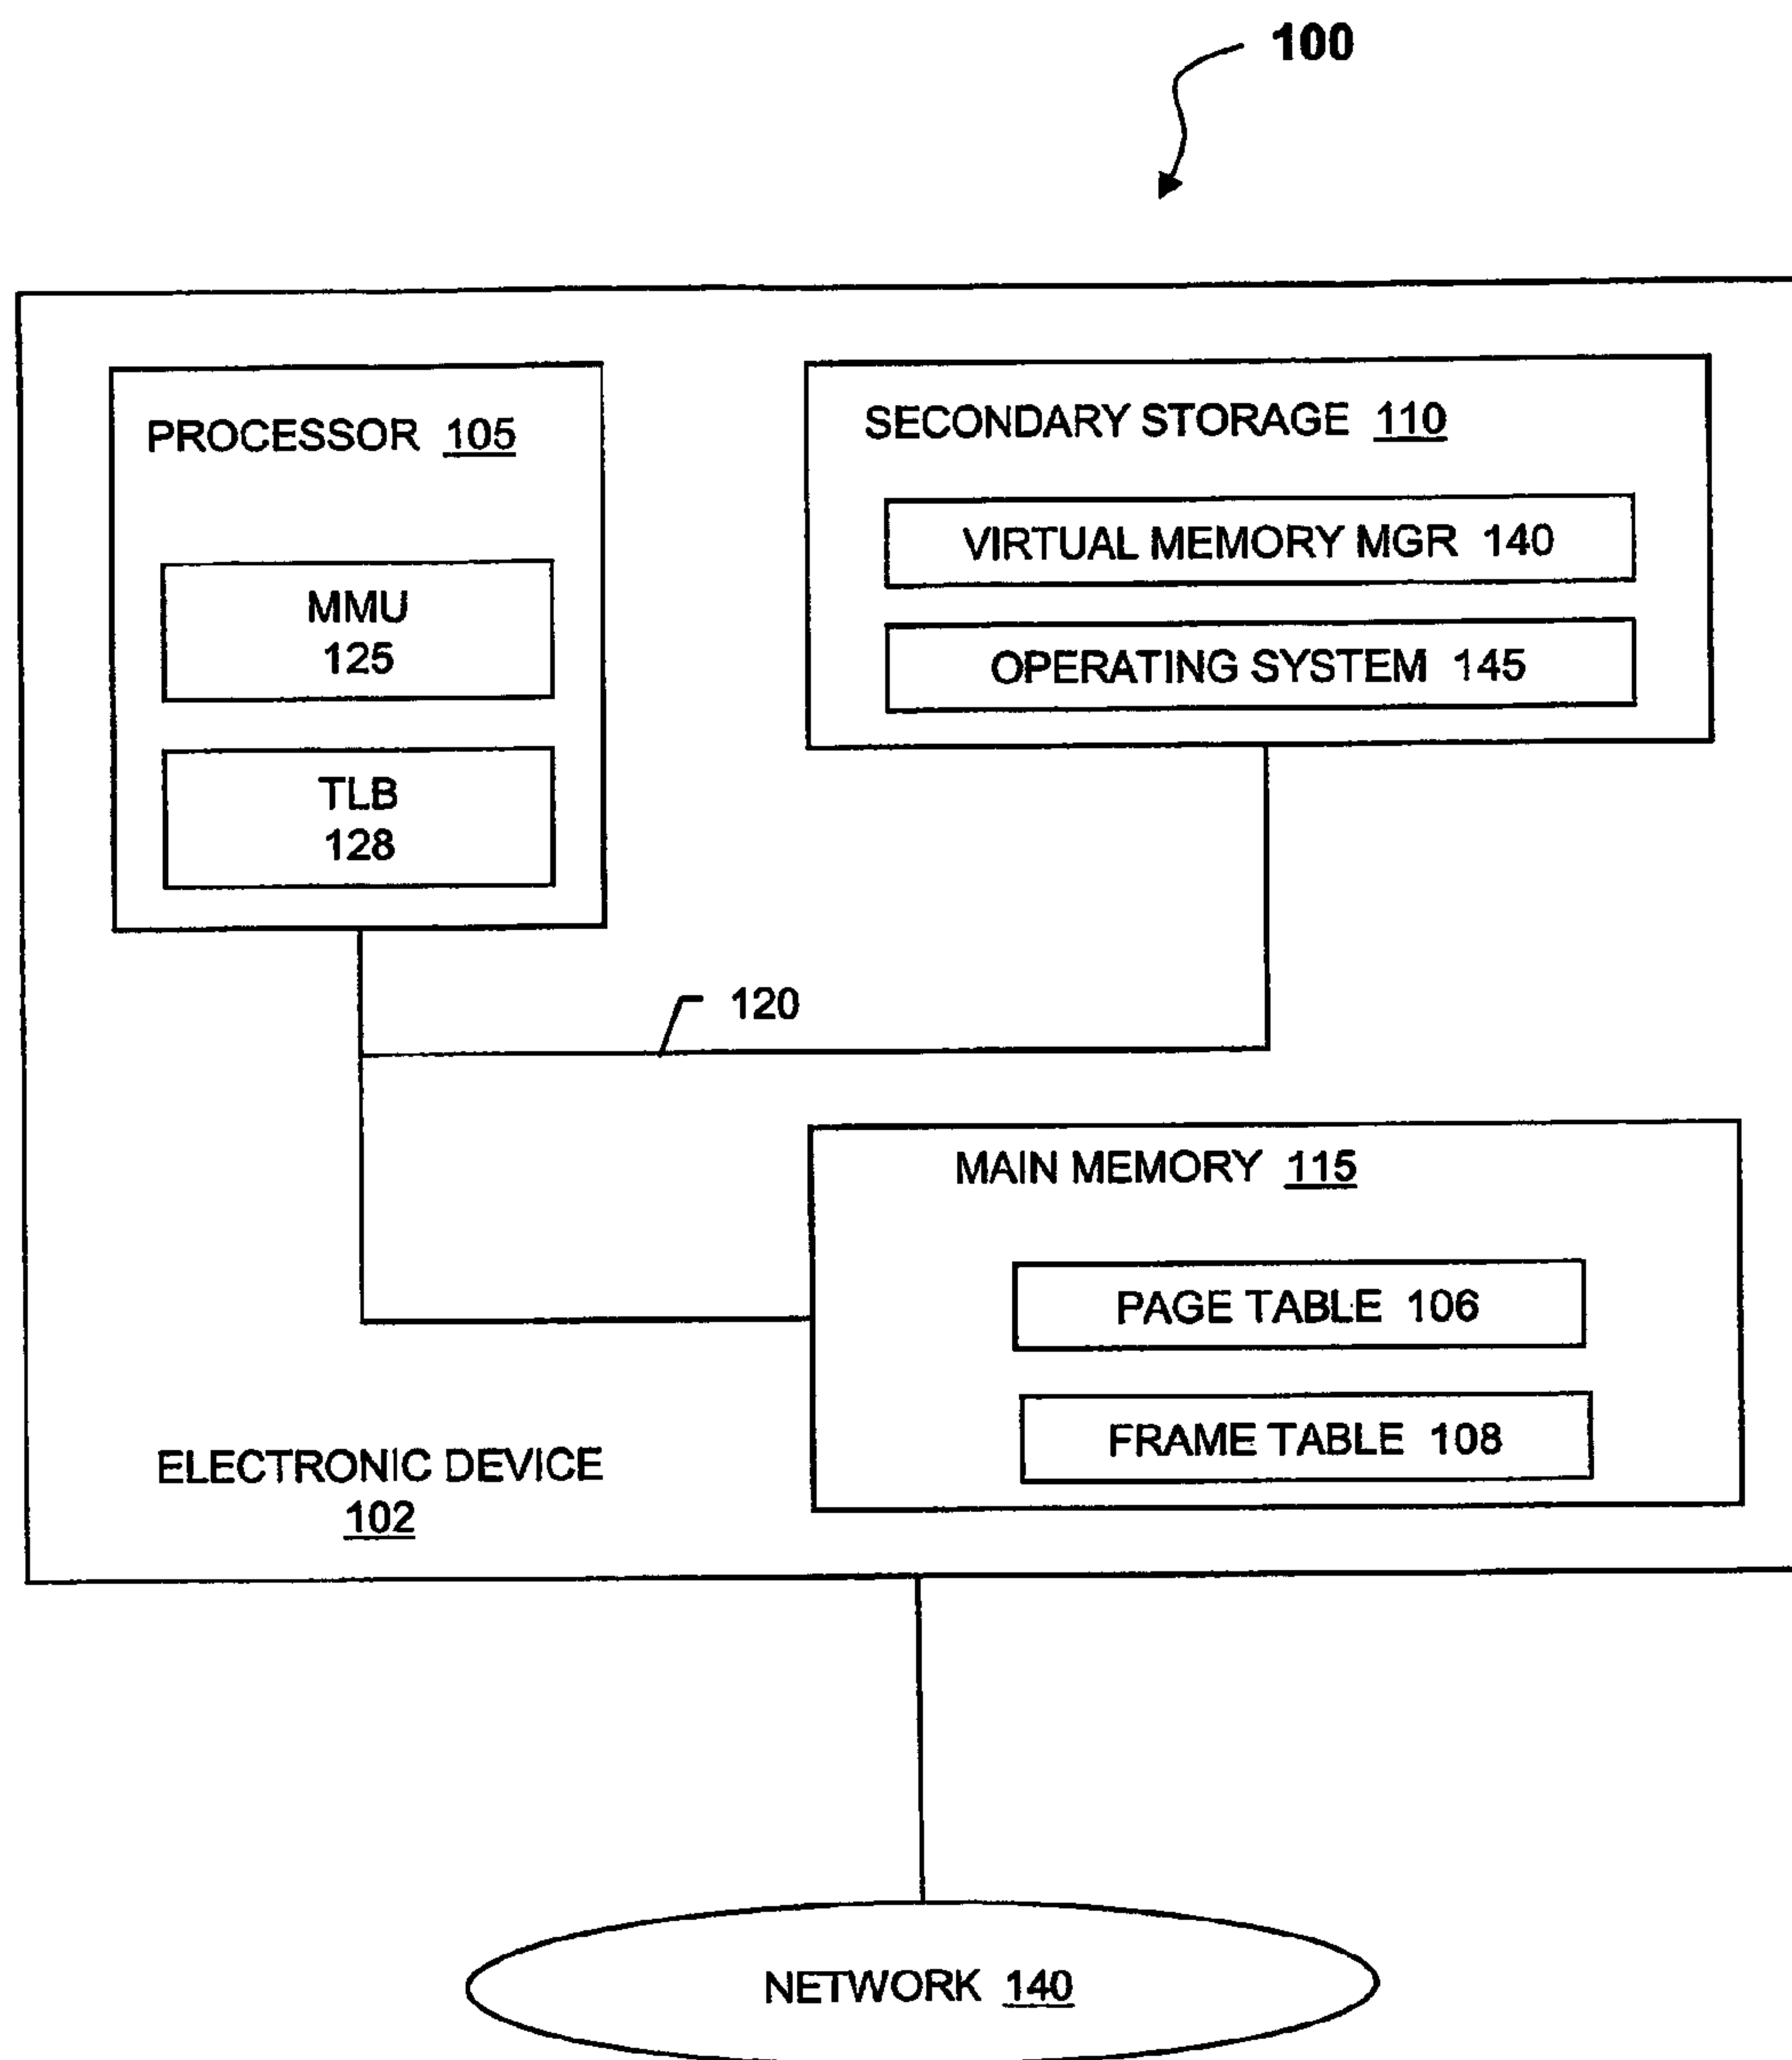 100
PROCESSOR 105
MMU
125
TLB
128
SECONDARY STORAGE 110
VIRTUAL MEMORY MGR 140
OPERATING SYSTEM 145
120
MAIN MEMORY 115
PAGE TABLE 106
FRAME TABLE 108
ELECTRONIC DEVICE
102
NETWORK 140